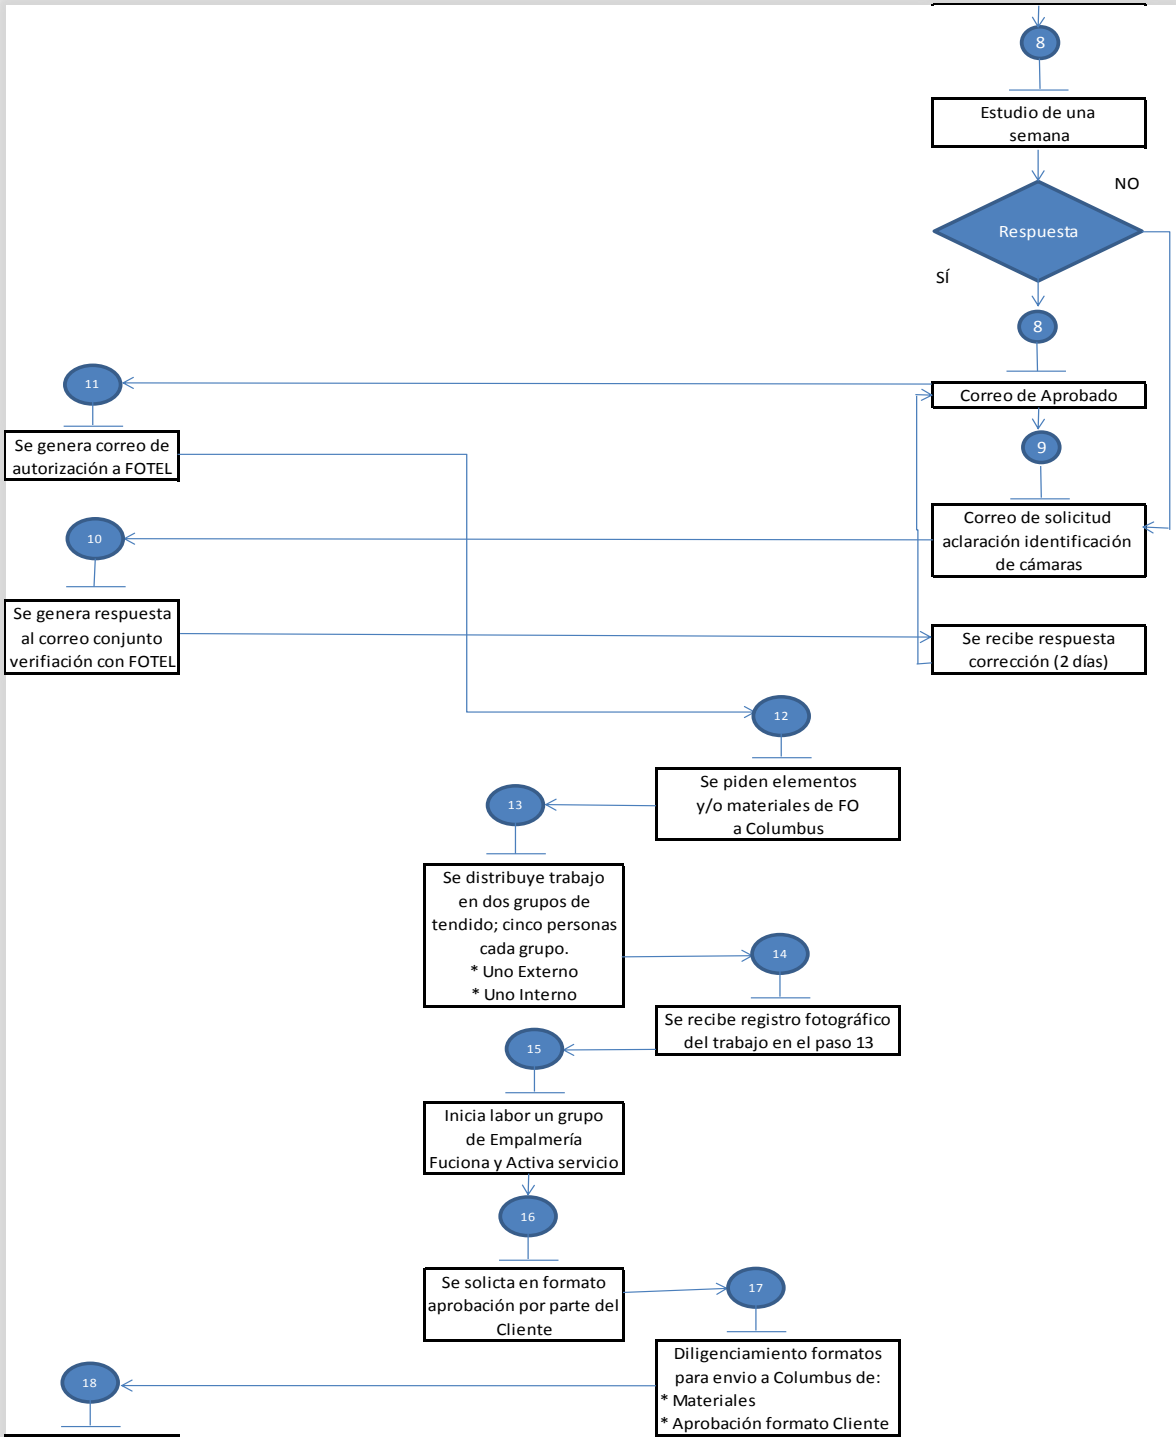 8
Estudio de una
semana
NO
Respuesta
SÍ
8
11
Correo de Aprobado
Se genera correo de
autorización a FOTEL
9
10
Correo de solicitud
aclaración identificación
de cámaras
Se genera respuesta
al correo conjunto
verifiación con FOTEL
Se recibe respuesta
corrección (2 días)
12
Se piden elementos
y/o materiales de FO
a Columbus
13
Se distribuye trabajo
en dos grupos de
tendido; cinco personas
cada grupo.
* Uno Externo
* Uno Interno
14
Se recibe registro fotográfico
del trabajo en el paso 13
15
Inicia labor un grupo
de Empalmería
Fuciona y Activa servicio
16
Se solicta en formato
aprobación por parte del
Cliente
17
Diligenciamiento formatos
para envio a Columbus de:
* Materiales
* Aprobación formato Cliente
18